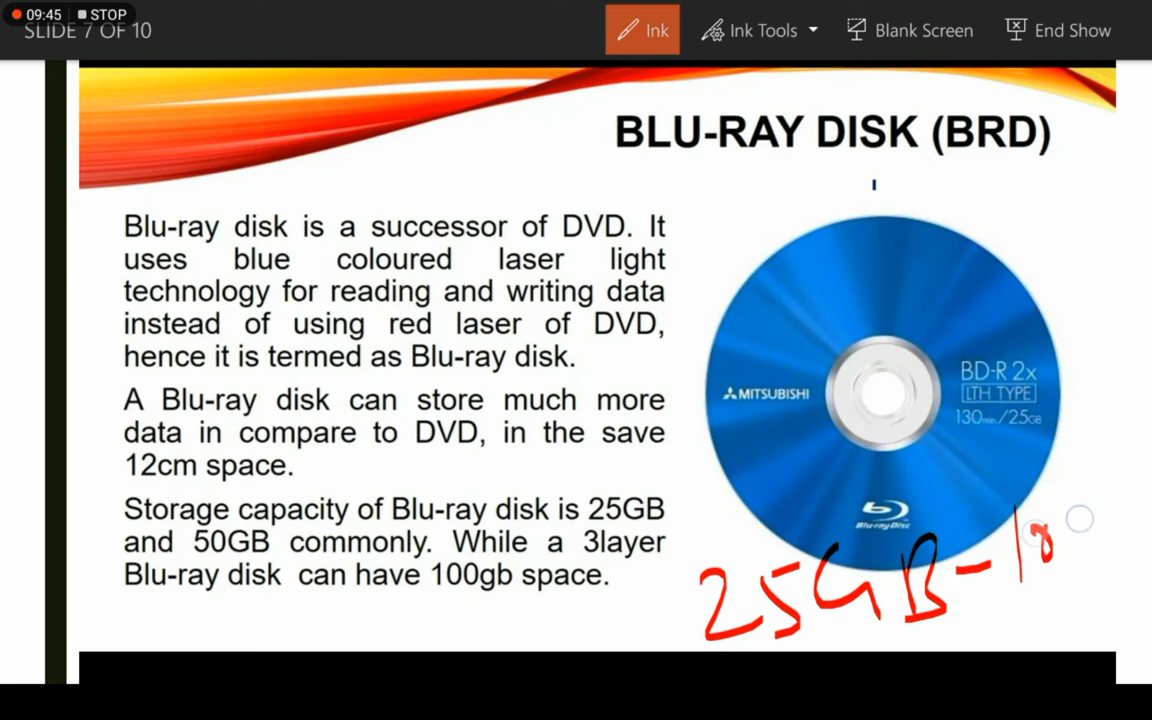 09:45 STOP
SLIDE 7 OF 10
Ink
Ink Tools
Blank Screen
End Show
BLU-RAY DISK (BRD)
Blu-ray disk is a successor of DVD. It
uses blue coloured laser light
technology for reading and writing data
instead of using red laser of DVD,
hence it is termed as Blu-ray disk.
A Blu-ray disk can store much more
data in compare to DVD, in the save
12cm space.
Storage capacity of Blu-ray disk is 25GB
and 50GB commonly. While a 3layer
Blu-ray disk can have 100gb space.
MITSUBISHI
BD-R 2x
LTH TYPE
130min/25GB
Blu-ray Disc
25GB-10